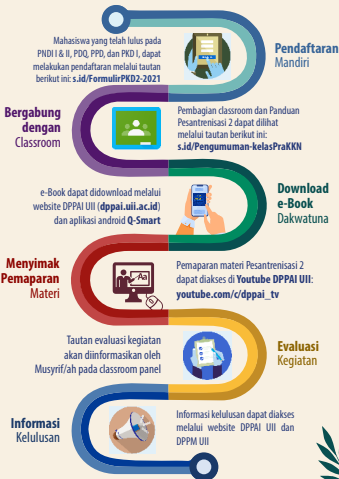 Mahasiswa yang telah lulus pada
PNDI I & II, PDQ, PPD, dan PKD I, dapat
melakukan pendaftaran melalui tautan
berikut ini: s.id/FormulirPKD2-2021
Pendaftaran
Mandiri
Bergabung
dengan
Classroom
Pembagian classroom dan Panduan
Pesantrenisasi 2 dapat dilihat
melalui tautan berikut ini:
s.id/Pengumuman-kelasPraKKN
e-Book dapat didownload melalui
website DPPAI UII (dppai.uii.ac.id)
dan aplikasi android Q-Smart
Download
e-Book
Dakwatuna
Menyimak
Pemaparan
Materi
Aa
Pemaparan materi Pesantrenisasi 2
dapat diakses di Youtube DPPAI UII:
youtube.com/c/dppai_tv
Tautan evaluasi kegiatan
akan diinformasikan oleh
Musyrif/ah pada classroom panel
Evaluasi
Kegiatan
Informasi
Kelulusan
Informasi kelulusan dapat diakses
melalui website DPPAI UII dan
DPPM UII